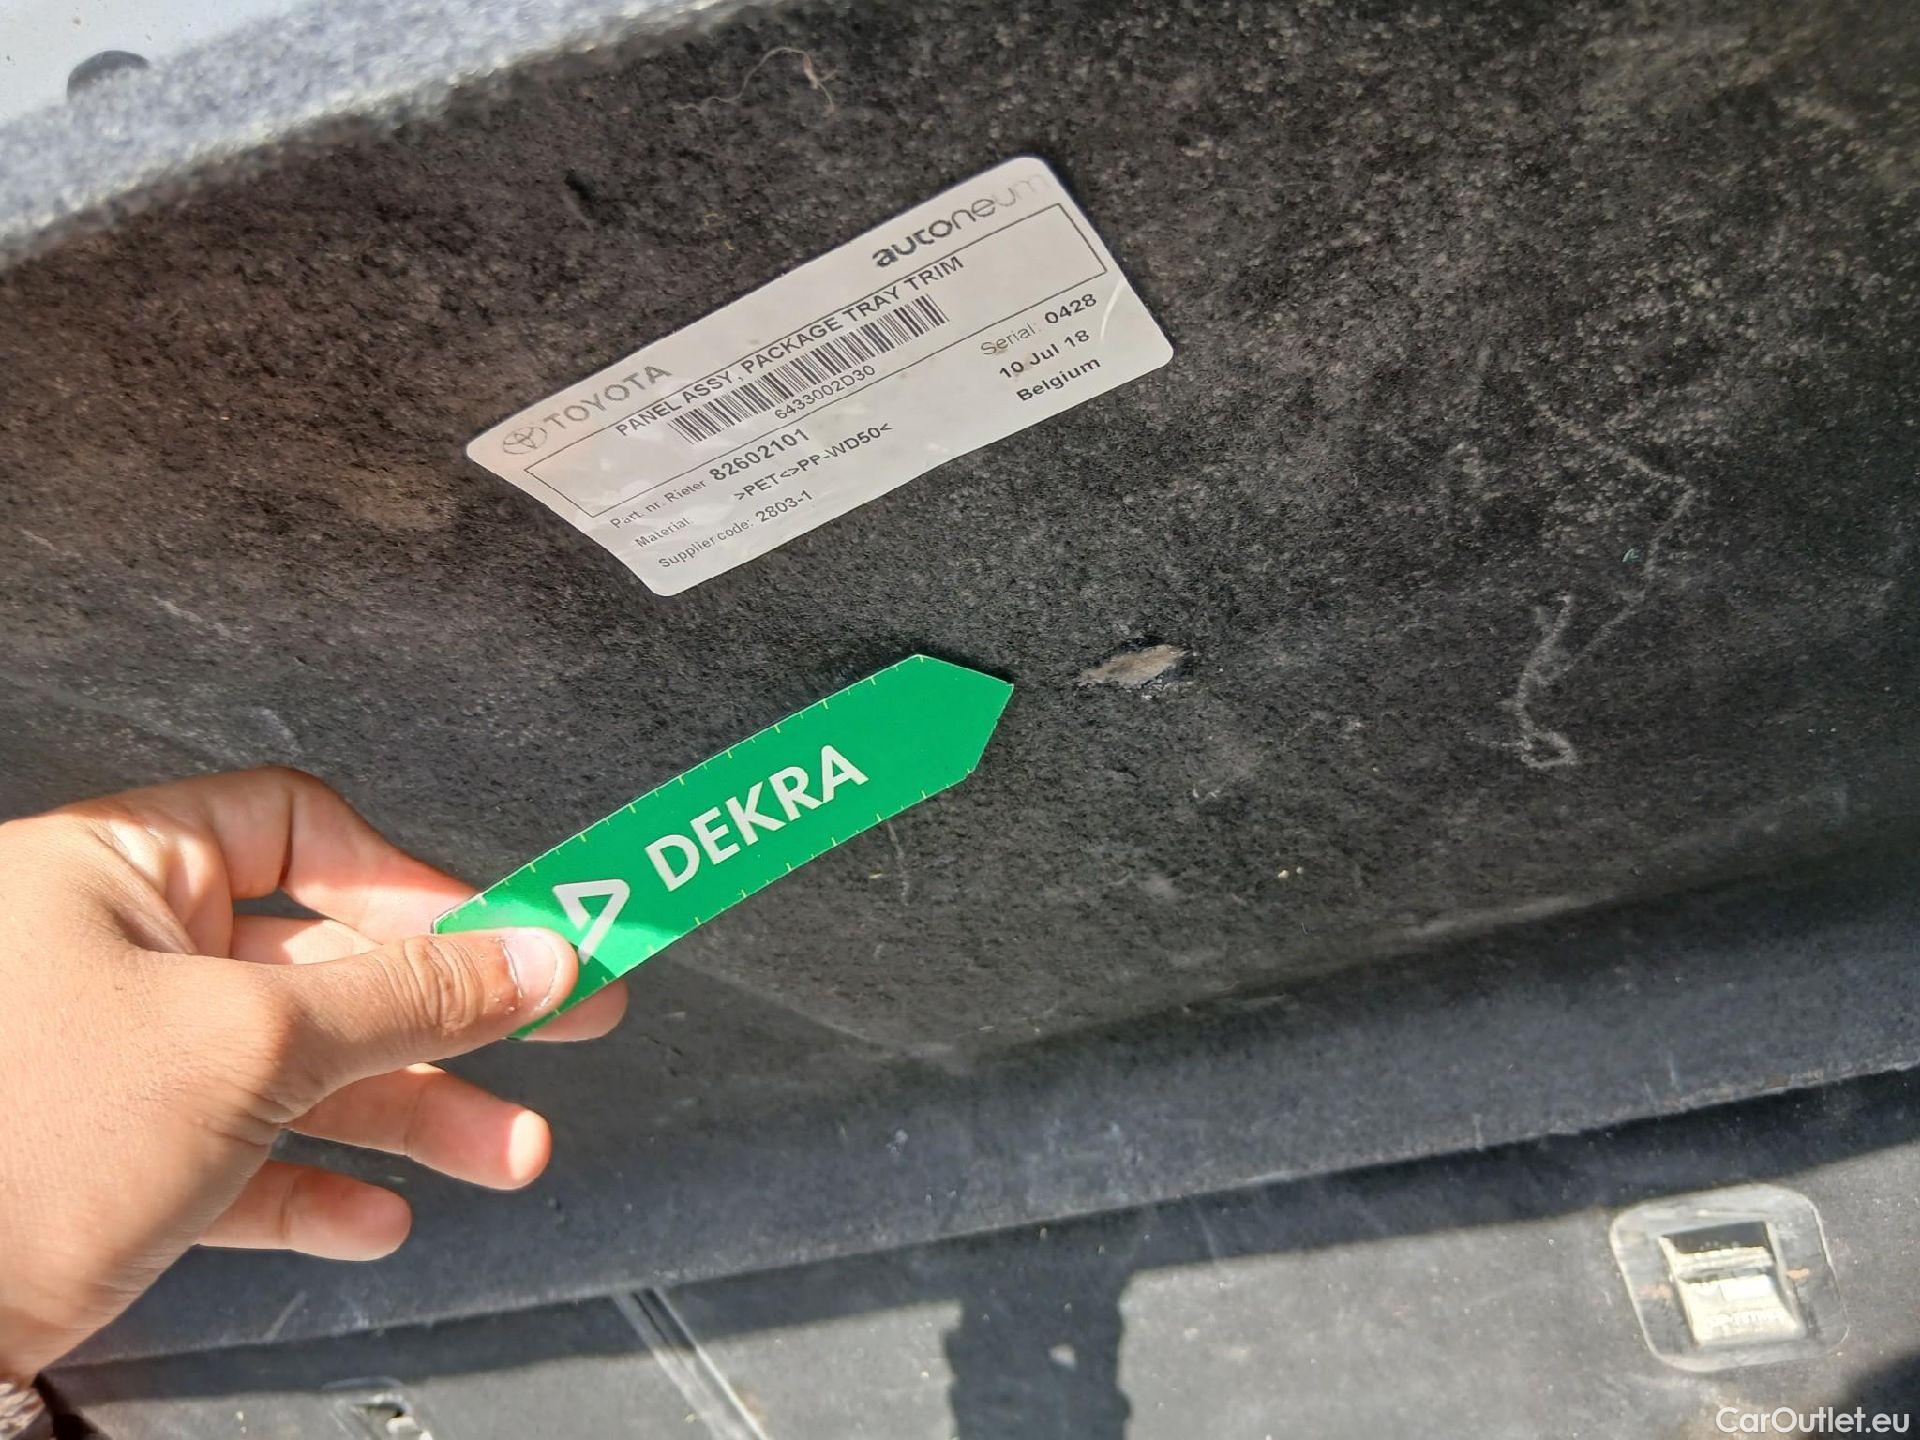 autoneum
TOYOTA
PANEL ASSY, PACKAGE TRAY TRIM
6433002D30
Part. nr. Rieter 82602101
Serial: 0428
Material: >PET<>PP-WD50<
10 Jul 18
Supplier code: 2803-1
Belgium
DEKRA
CarOutlet.eu